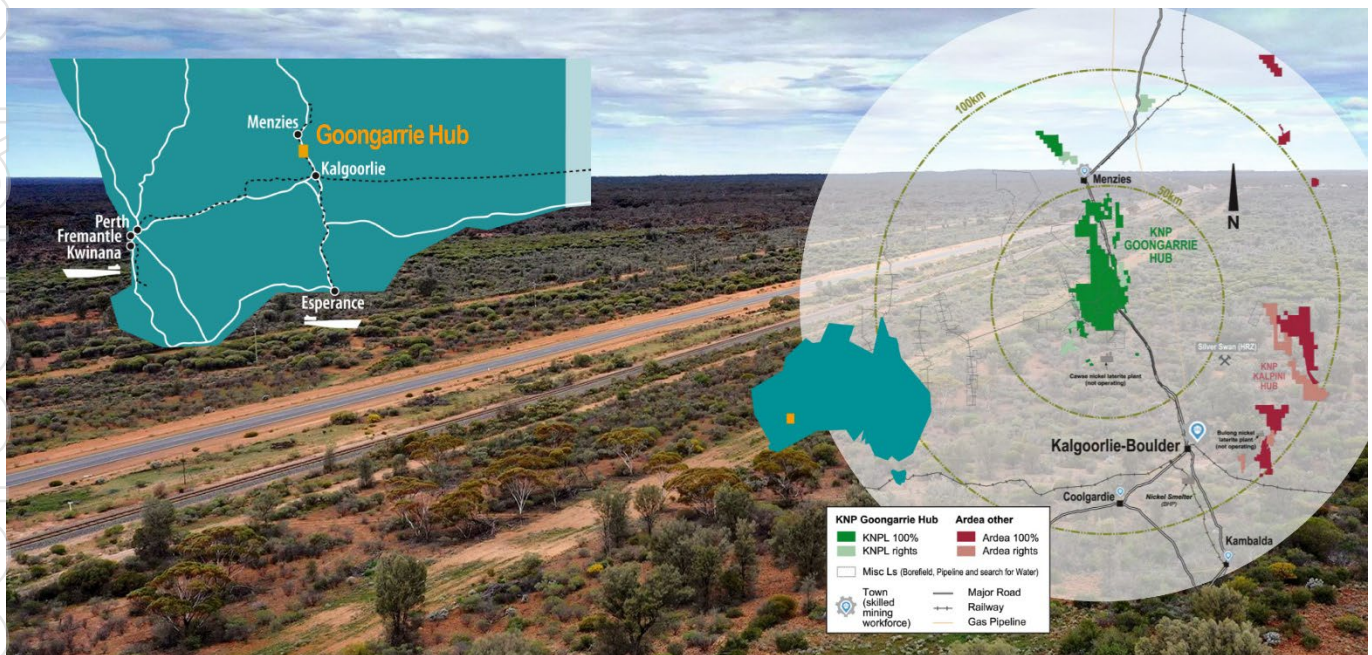 Menzies
Goongarrie Hub
Kalgoorlie
Perth
Fremantle
Kwinana
Esperance
100km
Menzies
50km
N
KNP
GOONGARRIE
HUB
Silver Swan (HRZ)
Cawse nickel laterite plant
(not operating)
KNP
KALPINI
HUB
Bulong nickel
laterite plant
(not operating)
Kalgoorlie-Boulder
Coolgardie
Nickel Smelter
(BHP)
Kambalda
KNP Goongarrie Hub
Ardea other
KNPL 100%
Ardea 100%
KNPL rights
Ardea rights
Misc Ls (Borefield, Pipeline and search for Water)
Town
(skilled
mining
workforce)
Major Road
Railway
Gas Pipeline